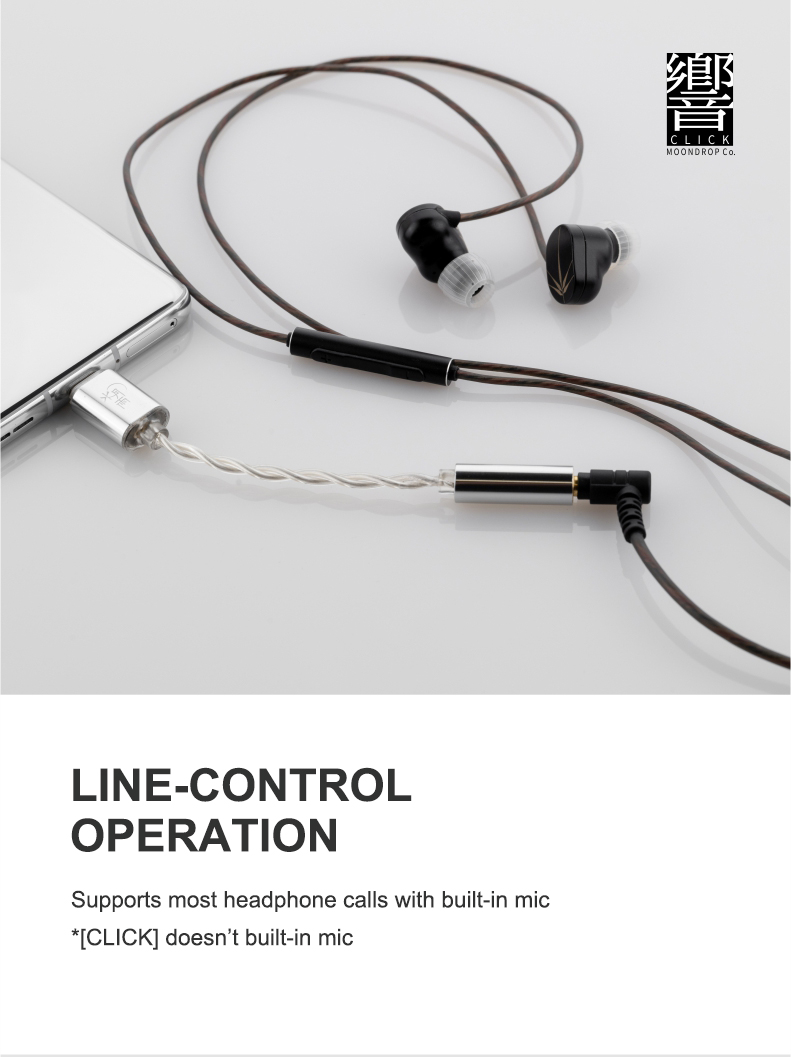 響
音
CLICK
MOONDROP Co.
LINE-CONTROL
OPERATION
Supports most headphone calls with built-in mic
*[CLICK] doesn’t built-in mic